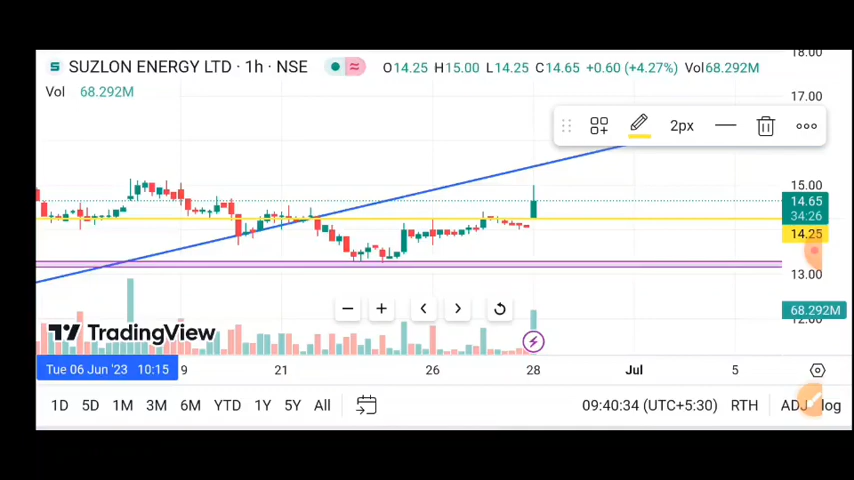 18.00
SUZLON ENERGY LTD · 1h · NSE O14.25 H15.00 L14.25 C14.65 +0.60 (+4.27%) Vol68.292M
Vol 68.292M
17.00
2px
15.00
14.65
34:26
14.25
13.00
68.292M
12.00
TradingView
Tue 06 Jun '23 10:15 9 21 26 28 Jul 5
1D 5D 1M 3M 6M YTD 1Y 5Y All 09:40:34 (UTC+5:30) RTH ADJ log